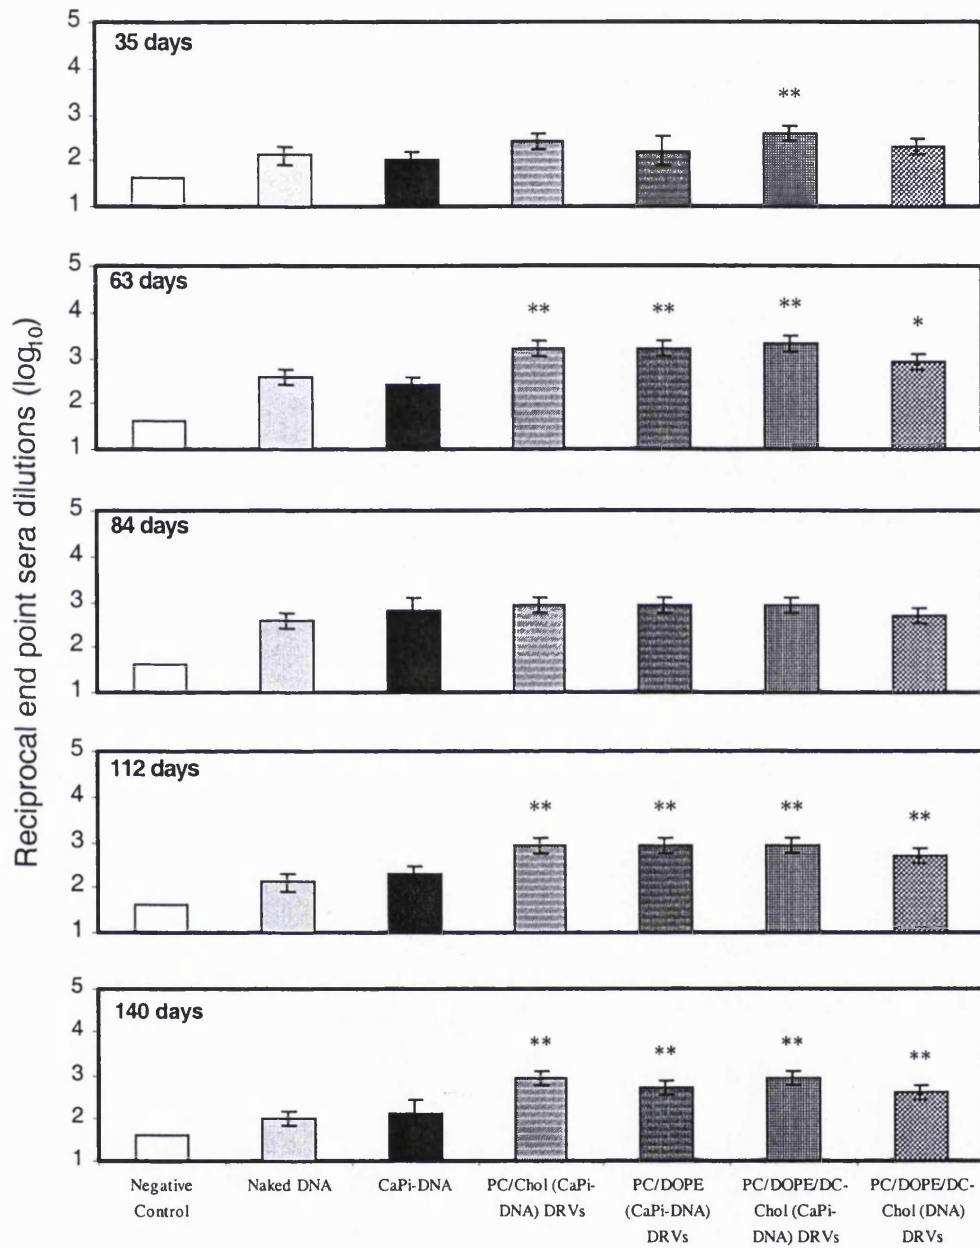 Reciprocal end point sera dilutions (log₁₀)
5
35 days
4
**
3
2
1
5
63 days
4
** ** ** *
3
2
1
5
84 days
4
3
2
1
5
112 days
4
** ** ** **
3
2
1
5
140 days
4
** ** ** **
3
2
1
Negative
Control
Naked DNA
CaPi-DNA
PC/Chol (CaPi-
DNA) DRVs
PC/DOPE
(CaPi-DNA)
DRVs
PC/DOPE/DC-
Chol (CaPi-
DNA) DRVs
PC/DOPE/DC-
Chol (DNA)
DRVs